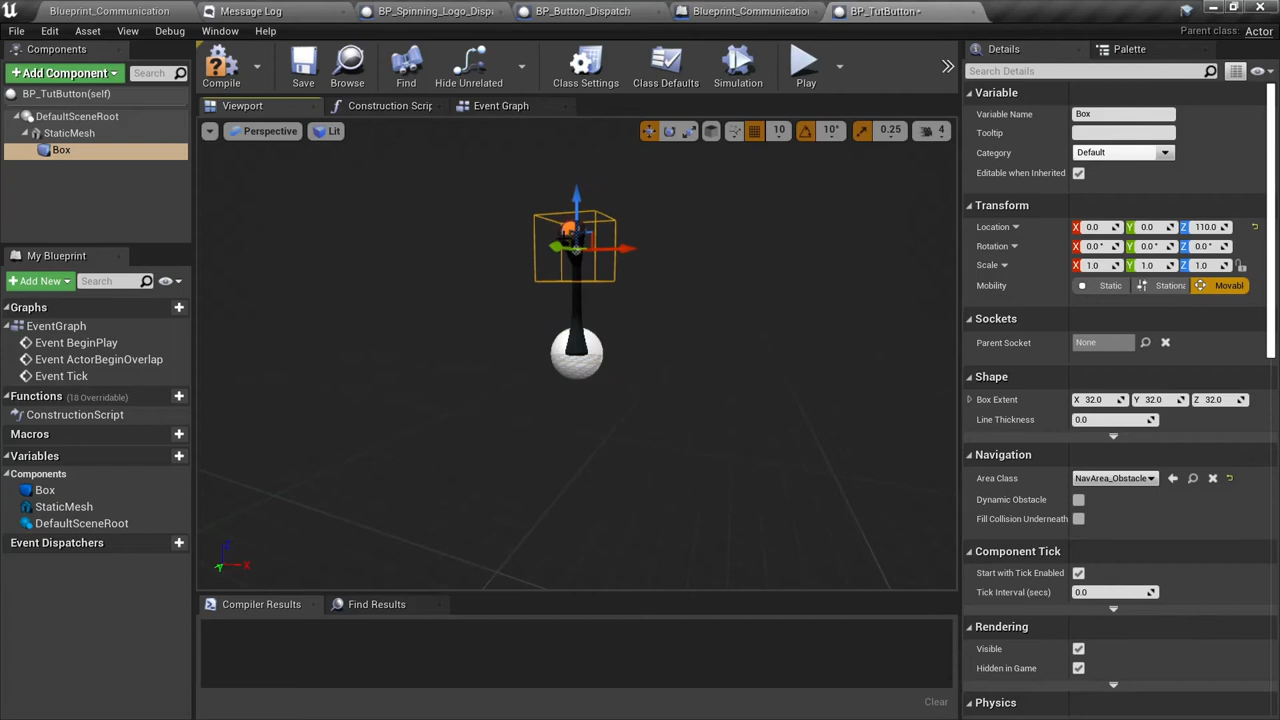 Blueprint_Communication
Message Log
BP_Spinning_Logo_Disp
BP_Button_Dispatch
Blueprint_Communication
BP_TutButton•
File Edit Asset View Debug Window Help
Parent class: Actor
Components
+Add Component
Search
BP_TutButton(self)
DefaultSceneRoot
StaticMesh
Box
Compile
Save
Browse
Find
Hide Unrelated
Class Settings
Class Defaults
Simulation
Play
Viewport
Construction Scrip
Event Graph
Perspective
Lit
10
10°
0.25
4
My Blueprint
+Add New
Search
Graphs
EventGraph
Event BeginPlay
Event ActorBeginOverlap
Event Tick
Functions (18 Overridable)
ConstructionScript
Macros
Variables
Components
Box
StaticMesh
DefaultSceneRoot
Event Dispatchers
Z
X
Y
Compiler Results
Find Results
Clear
Details
Palette
Search Details
Variable
Variable Name Box
Tooltip
Category Default
Editable when Inherited
Transform
Location X 0.0 Y 0.0 Z 110.0
Rotation X 0.0° Y 0.0° Z 0.0°
Scale X 1.0 Y 1.0 Z 1.0
Mobility Static Stationa Movabl
Sockets
Parent Socket None
Shape
Box Extent X 32.0 Y 32.0 Z 32.0
Line Thickness 0.0
Navigation
Area Class NavArea_Obstacle
Dynamic Obstacle
Fill Collision Underneath
Component Tick
Start with Tick Enabled
Tick Interval (secs) 0.0
Rendering
Visible
Hidden in Game
Physics